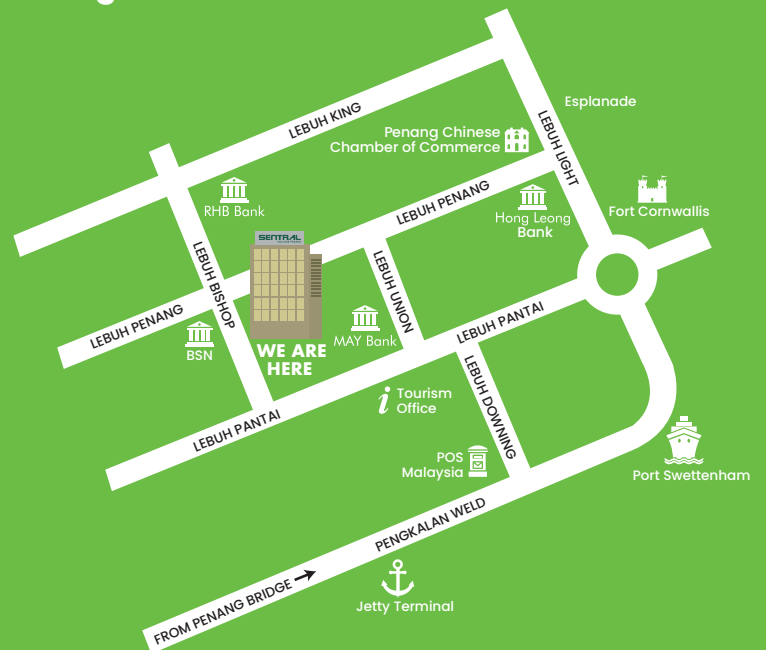 Esplanade
LEBUH KING
LEBUH LIGHT
Penang Chinese
Chamber of Commerce
RHB Bank
LEBUH PENANG
Hong Leong
Bank
Fort Cornwallis
SENTRAL
LEBUH BISHOP
LEBUH UNION
LEBUH PENANG
BSN
MAY Bank
WE ARE
HERE
LEBUH PANTAI
LEBUH DOWNING
Tourism
Office
LEBUH PANTAI
POS
Malaysia
Port Swettenham
PENGKALAN WELD
FROM PENANG BRIDGE
Jetty Terminal